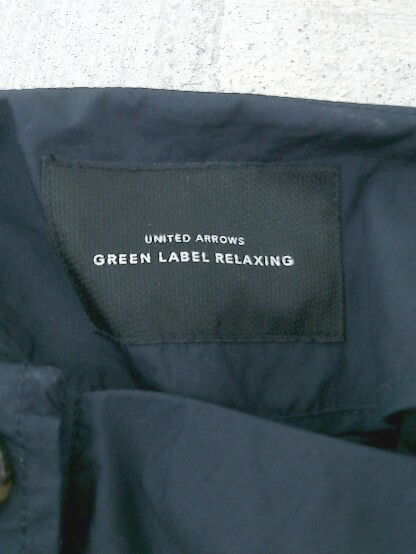 UNITED ARROWS
GREEN LABEL RELAXING